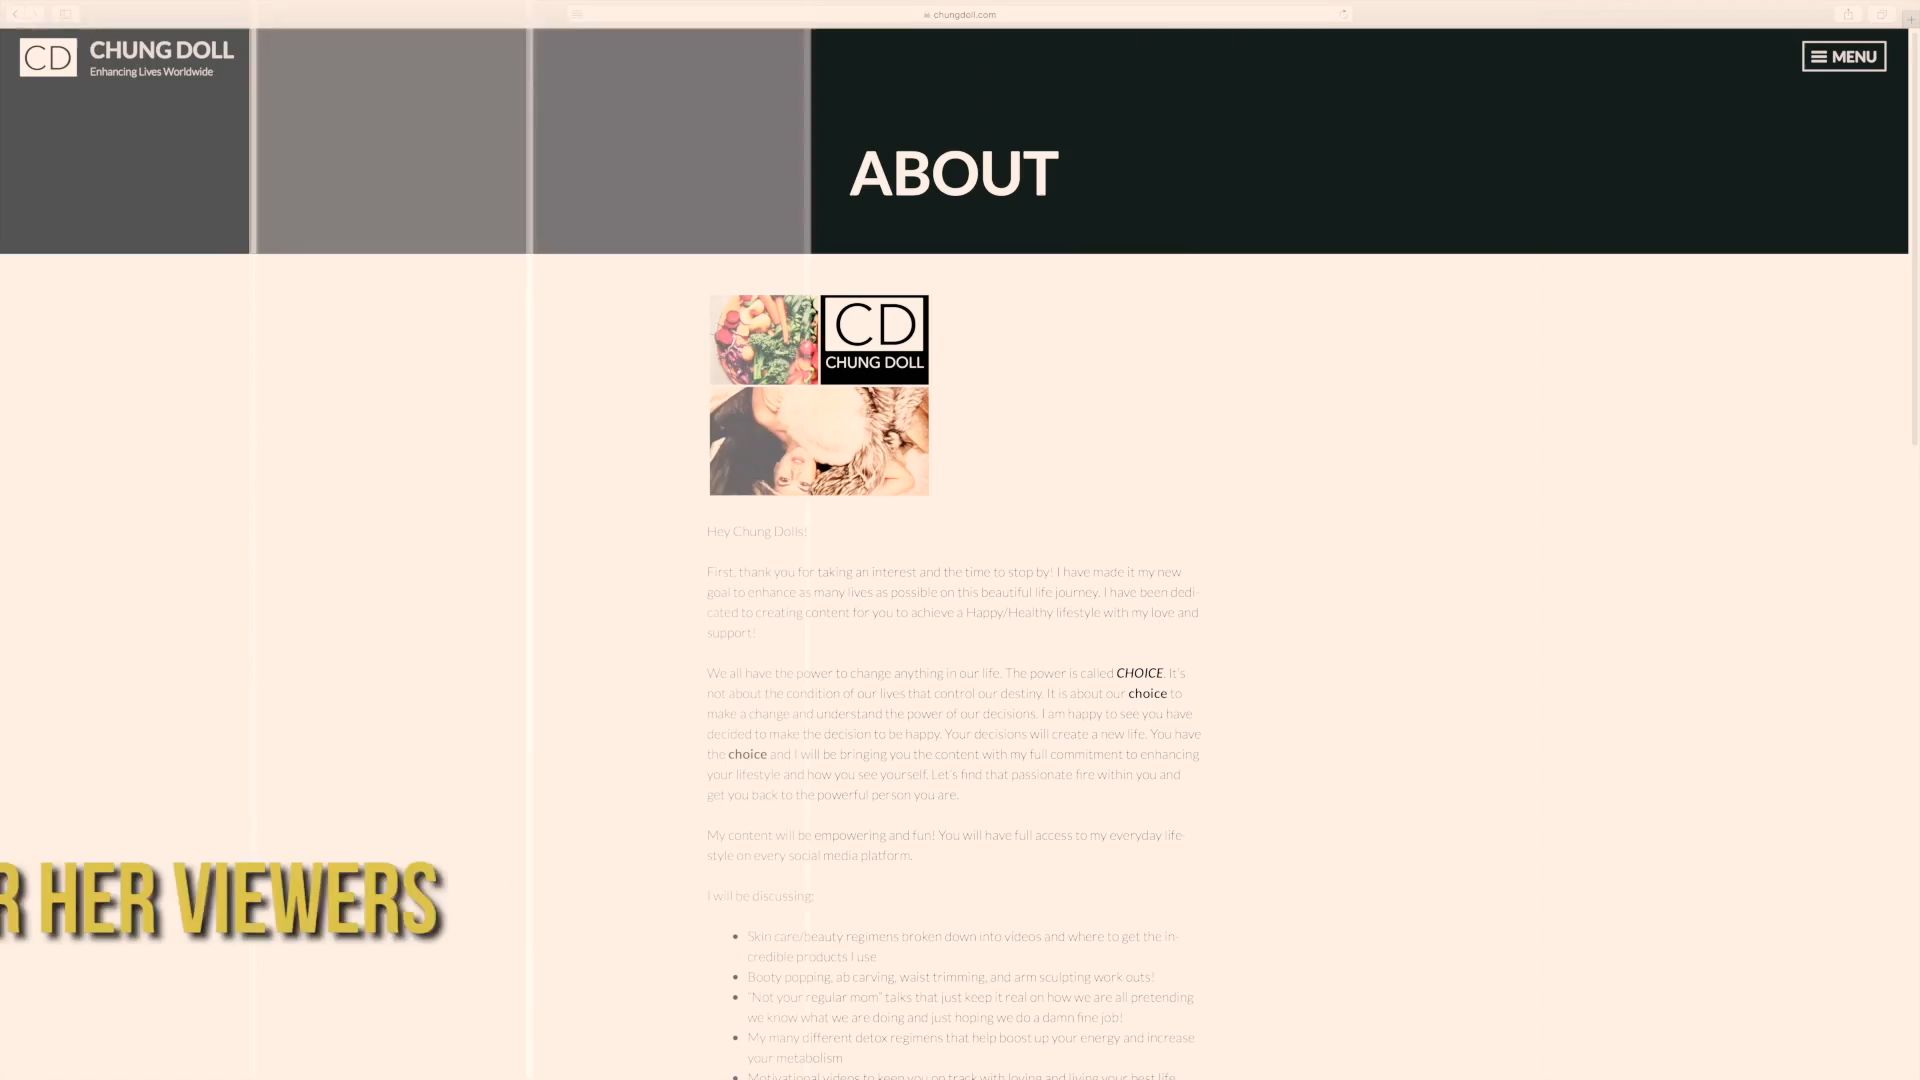 chungdoll.com
CD
CHUNG DOLL
Enhancing Lives Worldwide
MENU
ABOUT
CD
CHUNG DOLL
Hey Chung Dolls!
First, thank you for taking an interest and the time to stop by! I have made it my new
goal to enhance as many lives as possible on this beautiful life journey. I have been dedi-
cated to creating content for you to achieve a Happy/Healthy lifestyle with my love and
support!
We all have the power to change anything in our life. The power is called CHOICE. It's
not about the condition of our lives that control our destiny. It is about our choice to
make a change and understand the power of our decisions. I am happy to see you have
decided to make the decision to be happy. Your decisions will create a new life. You have
the choice and I will be bringing you the content with my full commitment to enhancing
your lifestyle and how you see yourself. Let's find that passionate fire within you and
get you back to the powerful person you are.
My content will be empowering and fun! You will have full access to my everyday life-
style on every social media platform.
R HER VIEWERS
I will be discussing:
Skin care/beauty regimens broken down into videos and where to get the in-
credible products I use
Booty popping, ab carving, waist trimming, and arm sculpting work outs!
"Not your regular mom" talks that just keep it real on how we are all pretending
we know what we are doing and just hoping we do a damn fine job!
My many different detox regimens that help boost up your energy and increase
your metabolism
Motivational videos to keep you on track with loving and living your best life